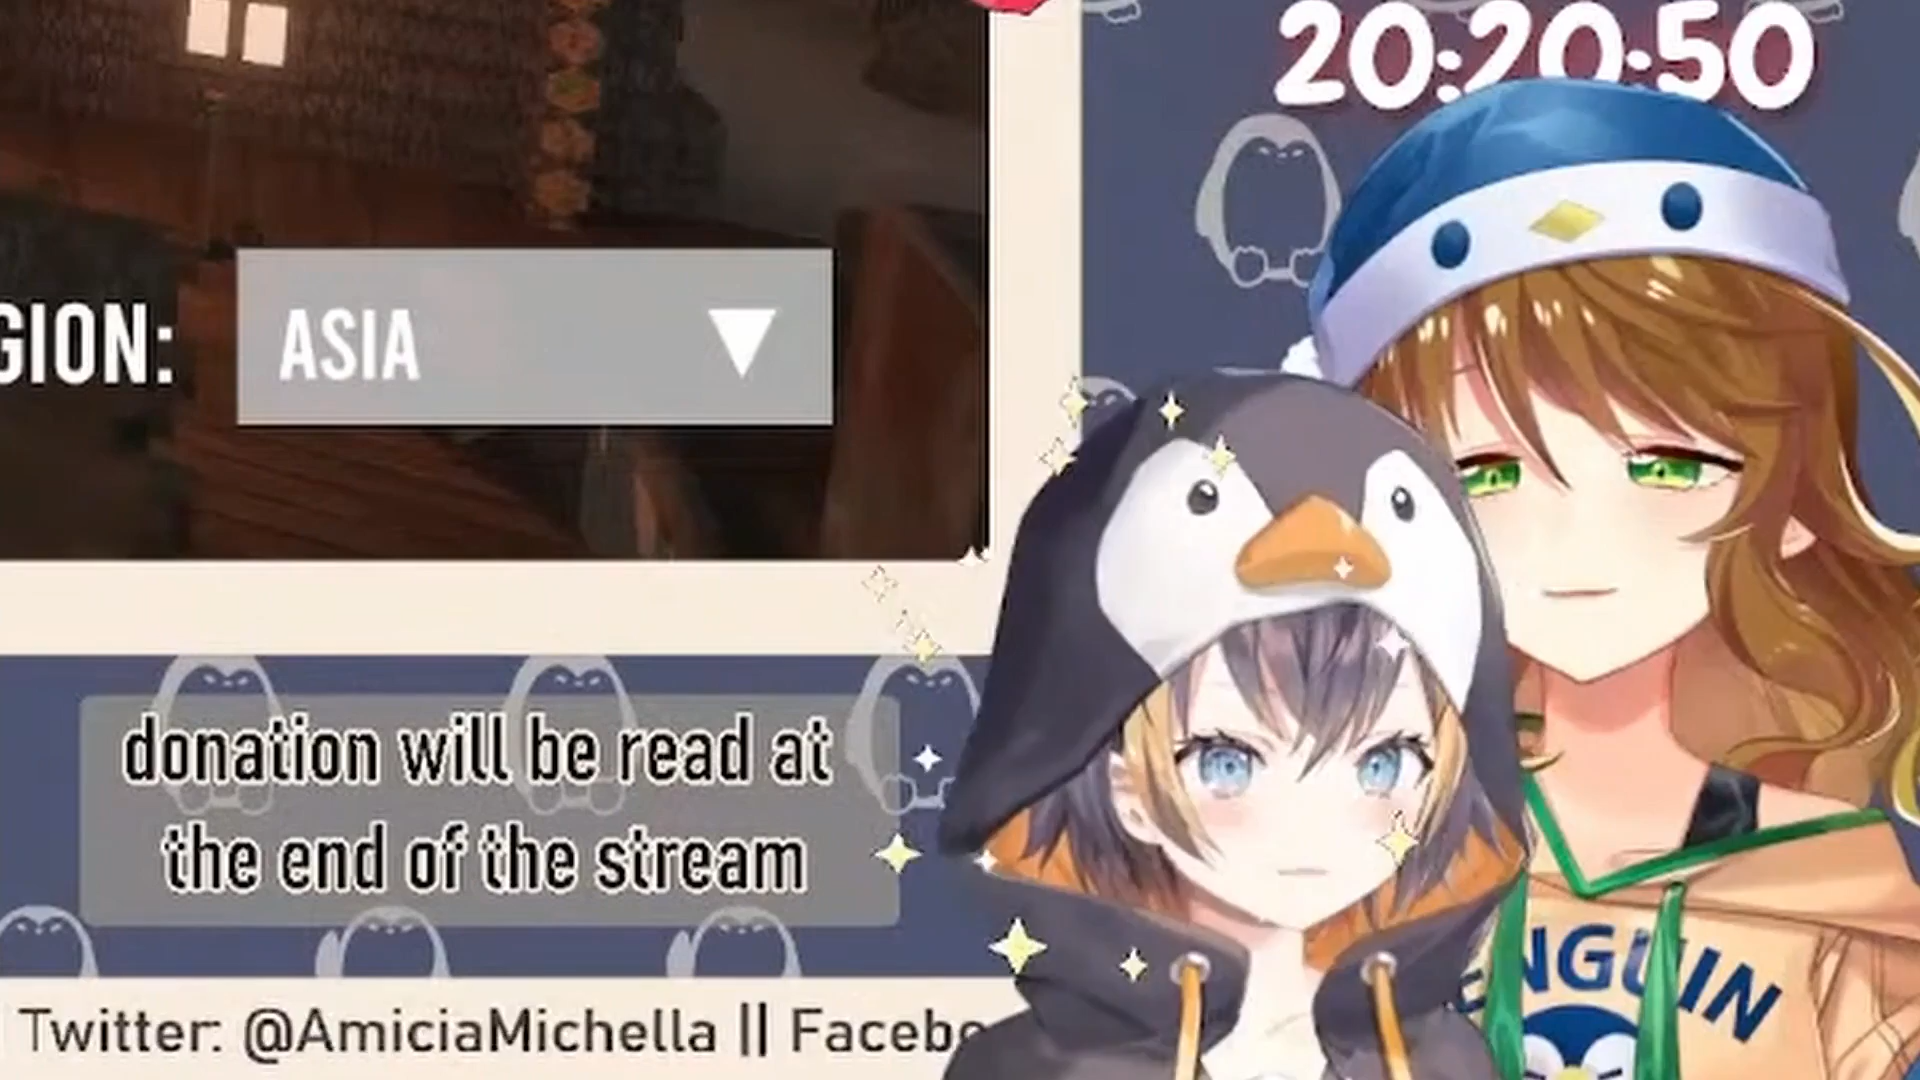 20:20:50
GION:
ASIA
donation will be read at
the end of the stream
Twitter: @AmiciaMichella || Facebo
ENGUIN